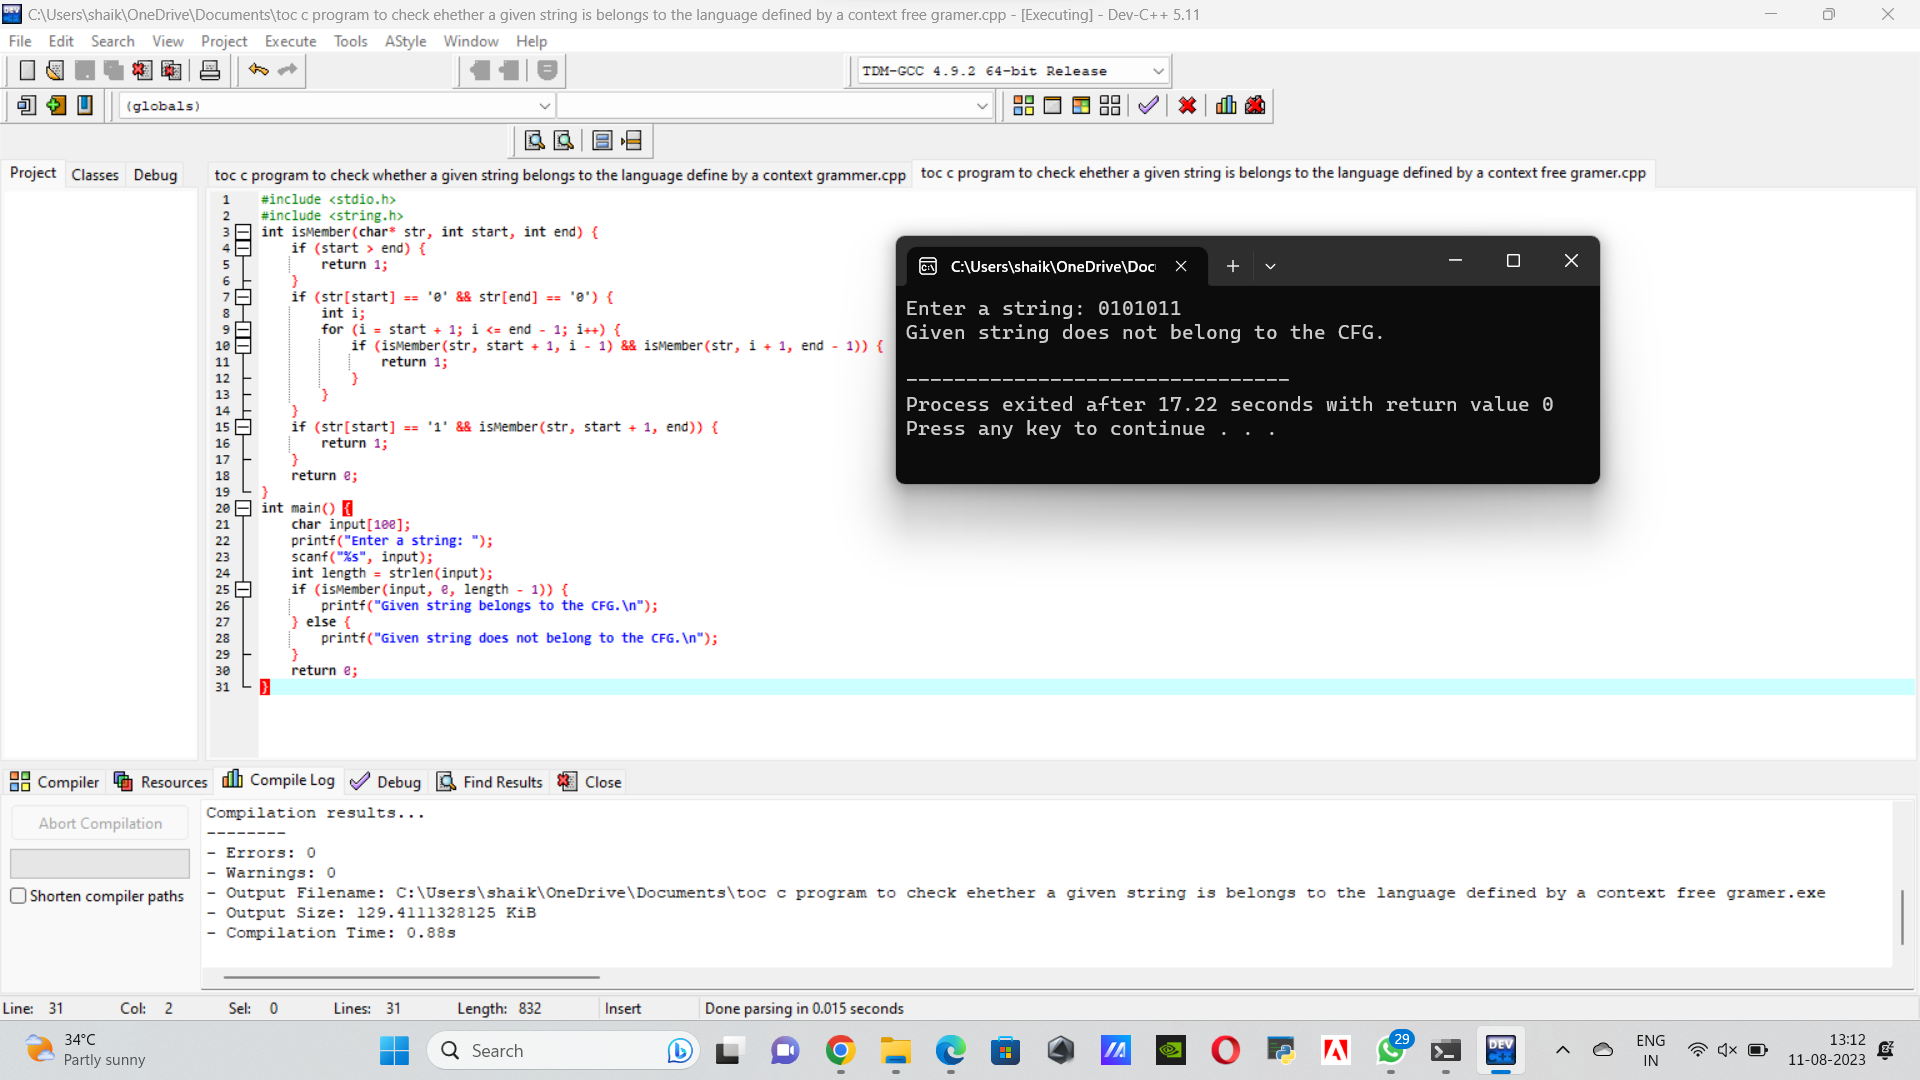 C:\Users\shaik\OneDrive\Documents\toc c program to check ehether a given string is belongs to the language defined by a context free gramer.cpp - [Executing] - Dev-C++ 5.11
File Edit Search View Project Execute Tools AStyle Window Help
TDM-GCC 4.9.2 64-bit Release
(globals)
Project Classes Debug
toc c program to check whether a given string belongs to the language define by a context grammer.cpp
toc c program to check ehether a given string is belongs to the language defined by a context free gramer.cpp
1 #include <stdio.h>
2 #include <string.h>
3 int isMember(char* str, int start, int end) {
4 if (start > end) {
5 return 1;
6 }
7 if (str[start] == '0' && str[end] == '0') {
8 int i;
9 for (i = start + 1; i <= end - 1; i++) {
10 if (isMember(str, start + 1, i - 1) && isMember(str, i + 1, end - 1)) {
11 return 1;
12 }
13 }
14 }
15 if (str[start] == '1' && isMember(str, start + 1, end)) {
16 return 1;
17 }
18 return 0;
19 }
20 int main() {
21 char input[100];
22 printf("Enter a string: ");
23 scanf("%s", input);
24 int length = strlen(input);
25 if (isMember(input, 0, length - 1)) {
26 printf("Given string belongs to the CFG.\n");
27 } else {
28 printf("Given string does not belong to the CFG.\n");
29 }
30 return 0;
31 }
C:\Users\shaik\OneDrive\Doc
Enter a string: 0101011
Given string does not belong to the CFG.
--------------------------------
Process exited after 17.22 seconds with return value 0
Press any key to continue . . .
Compiler Resources Compile Log Debug Find Results Close
Abort Compilation
Shorten compiler paths
Compilation results...
--------
- Errors: 0
- Warnings: 0
- Output Filename: C:\Users\shaik\OneDrive\Documents\toc c program to check ehether a given string is belongs to the language defined by a context free gramer.exe
- Output Size: 129.4111328125 KiB
- Compilation Time: 0.88s
Line: 31 Col: 2 Sel: 0 Lines: 31 Length: 832 Insert Done parsing in 0.015 seconds
34°C
Partly sunny
Search
29
DEV
C++
ENG
IN
13:12
11-08-2023